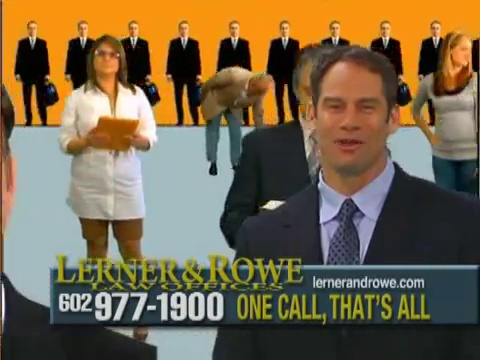 LERNER & ROWE
LAW OFFICES
lernerandrowe.com
602 977-1900 ONE CALL, THAT'S ALL